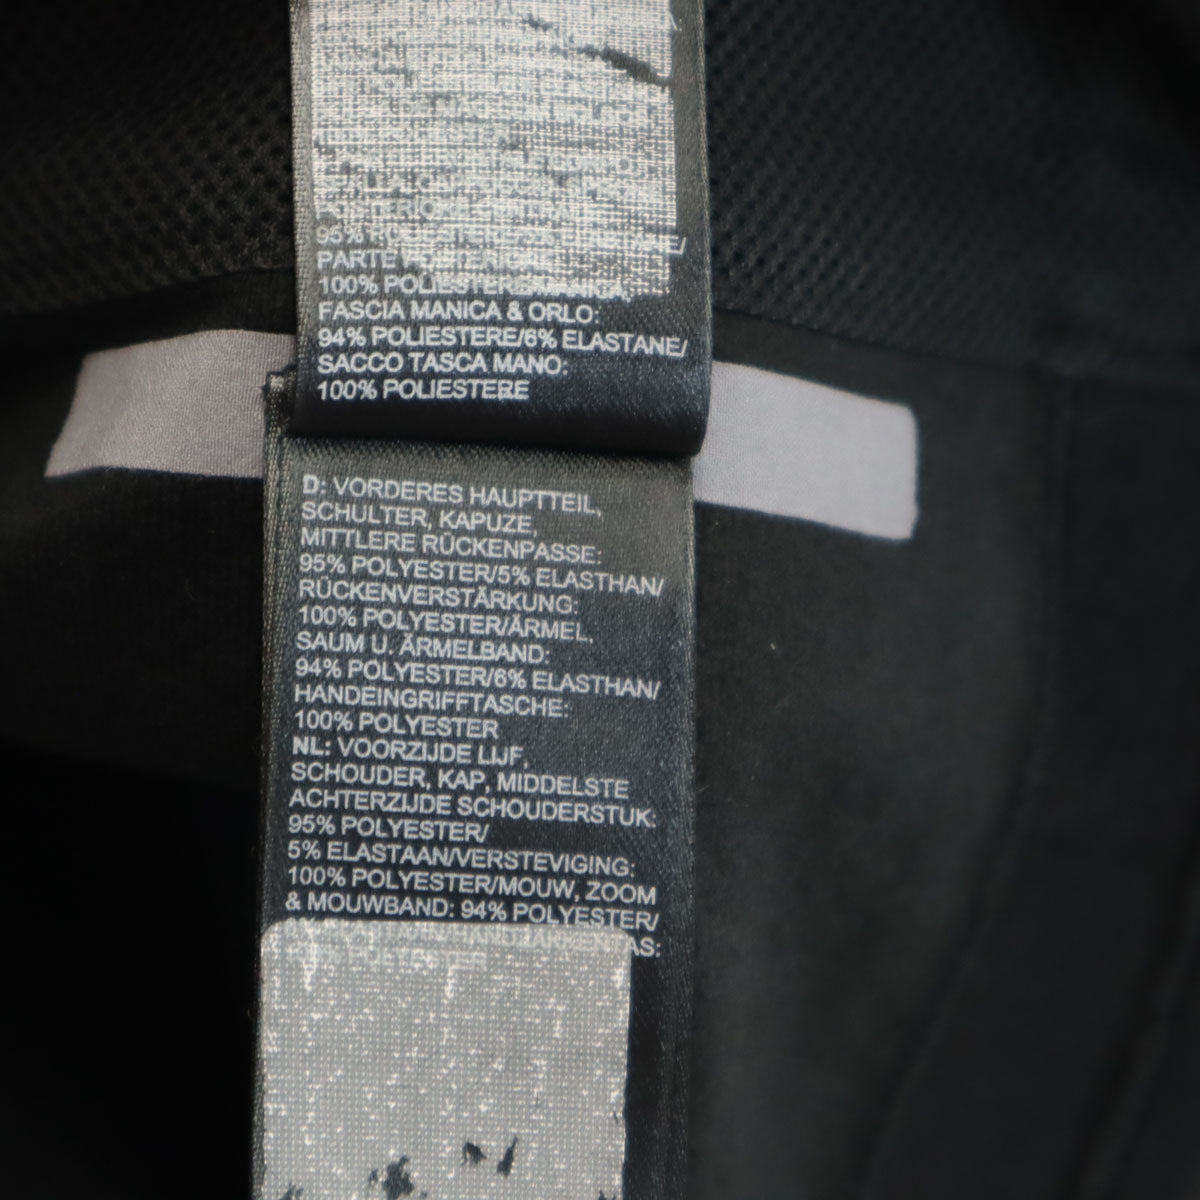 95% ELASTANE/
PARTE
100% POLIESTERE
FASCIA MANICA & ORLO:
94% POLIESTERE/6% ELASTANE/
SACCO TASCA MANO:
100% POLIESTERE
D: VORDERES HAUPTTEIL,
SCHULTER, KAPUZE,
MITTLERE RÜCKENPASSE:
95% POLYESTER/5% ELASTHAN/
RÜCKENVERSTÄRKUNG:
100% POLYESTER/ÄRMEL,
SAUM U. ÄRMELBAND:
94% POLYESTER/6% ELASTHAN/
HANDEINGRIFFTASCHE:
100% POLYESTER
NL: VOORZIJDE LIJF,
SCHOUDER, KAP, MIDDELSTE
ACHTERZIJDE SCHOUDERSTUK:
95% POLYESTER/
5% ELASTAAN/VERSTEVIGING:
100% POLYESTER/MOUW, ZOOM
& MOUWBAND: 94% POLYESTER/